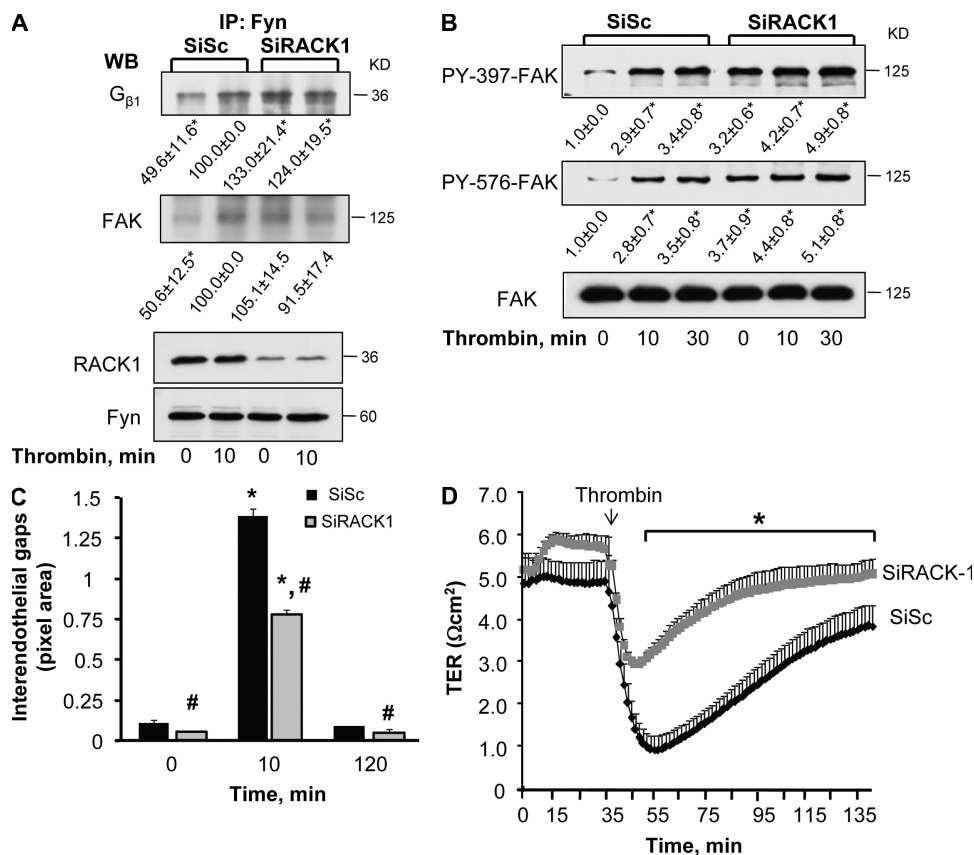 A
IP: Fyn
SiSc SiRACK1
WB KD
Gβ1 36
49.6±11.6* 100.0±0.0 133.0±21.4* 124.0±19.5*
FAK 125
50.6±12.5* 100.0±0.0 105.1±14.5 91.5±17.4
RACK1 36
Fyn 60
Thrombin, min 0 10 0 10
B
SiSc SiRACK1 KD
PY-397-FAK 125
1.0±0.0 2.9±0.7* 3.4±0.8* 3.2±0.6* 4.2±0.7* 4.9±0.8*
PY-576-FAK 125
1.0±0.0 2.8±0.7* 3.5±0.8* 3.7±0.9* 4.4±0.8* 5.1±0.8*
FAK 125
Thrombin, min 0 10 30 0 10 30
C
Interendothelial gaps C
(pixel area)
1.5
1.25
1
0.75
0.5
0.25
0
SiSc
SiRACK1
*
*, #
# #
0 10 120
Time, min
D
TER (Ωcm²)
7.0
6.0
5.0
4.0
3.0
2.0
1.0
0
Thrombin
*
SiRACK-1
SiSc
0 15 35 55 75 95 115 135
Time, min